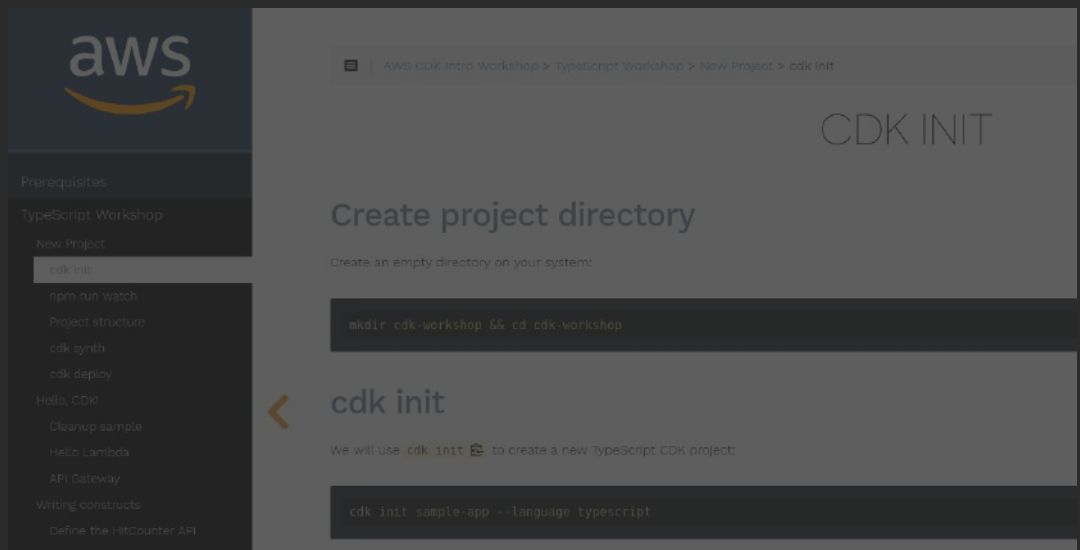 aws
Prerequisites
TypeScript Workshop
New Project
cdk init
npm run watch
Project structure
cdk synth
cdk deploy
Hello, CDK!
Cleanup sample
Hello Lambda
API Gateway
Writing constructs
Define the HitCounter API
AWS CDK Intro Workshop > TypeScript Workshop > New Project > cdk init
CDK INIT
Create project directory
Create an empty directory on your system:
mkdir cdk-workshop && cd cdk-workshop
cdk init
We will use cdk init to create a new TypeScript CDK project:
cdk init sample-app --language typescript